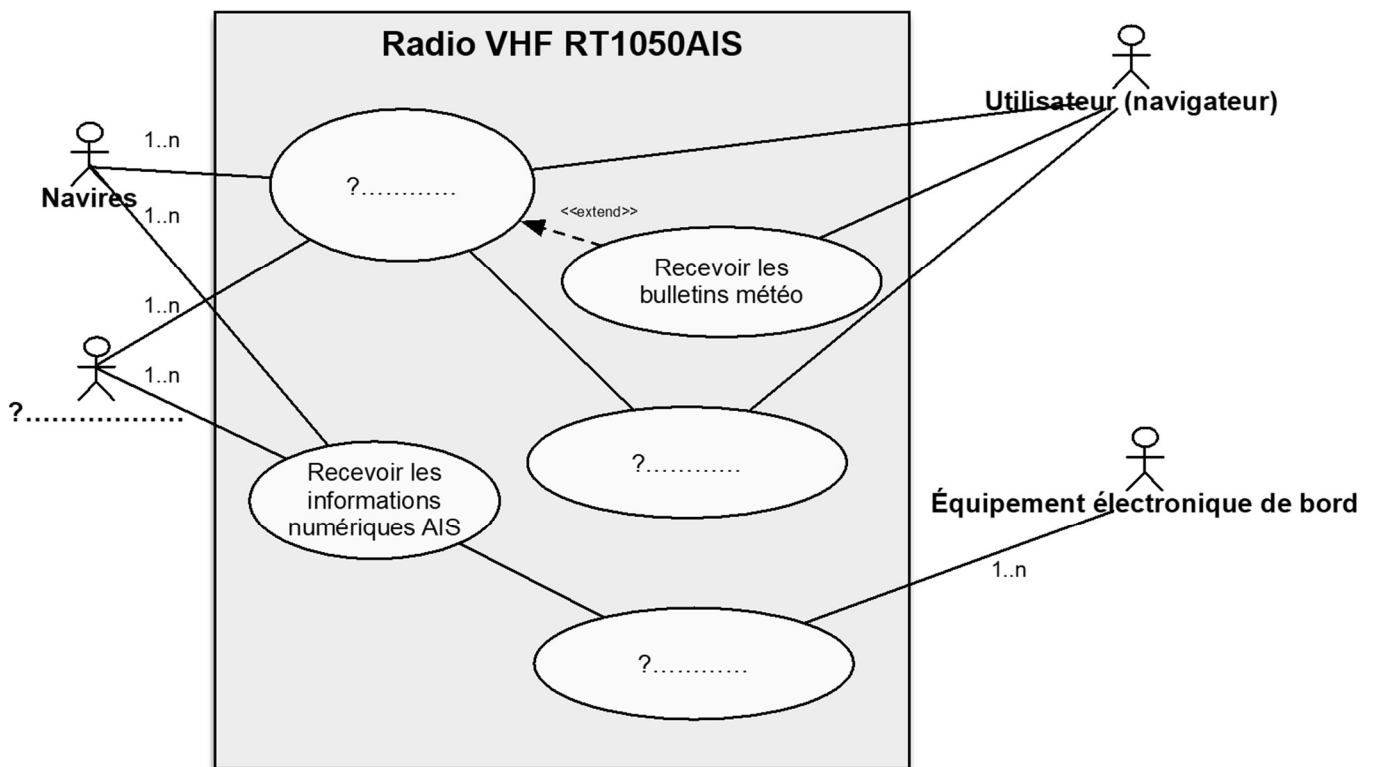 Radio VHF RT1050AIS
Utilisateur (navigateur)
1..n
Navires
?............
1..n
<<extend>>
Recevoir les
bulletins météo
1..n
1..n
?..................
Recevoir les
informations
numériques AIS
?............
Équipement électronique de bord
1..n
?............